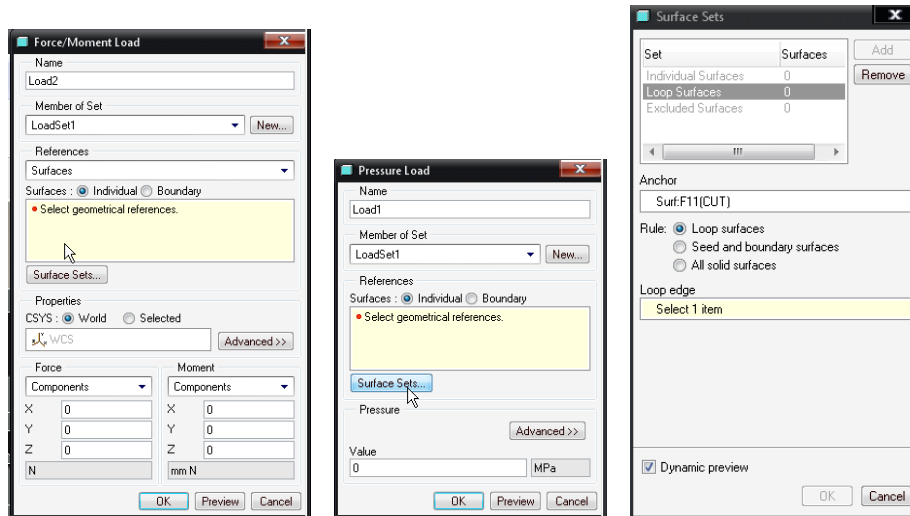 Force/Moment Load
Name
Load2
Member of Set
LoadSet1
New...
References
Surfaces
Surfaces : Individual Boundary
Select geometrical references.
Surface Sets...
Properties
CSYS : World Selected
WCS
Advanced >>
Force Moment
Components Components
X 0 X 0
Y 0 Y 0
Z 0 Z 0
N mm N
OK Preview Cancel
Pressure Load
Name
Load1
Member of Set
LoadSet1
New...
References
Surfaces : Individual Boundary
Select geometrical references.
Surface Sets...
Pressure
Advanced >>
Value
0 MPa
OK Preview Cancel
Surface Sets
Set Surfaces
Add
Individual Surfaces 0
Remove
Loop Surfaces 0
Excluded Surfaces 0
Anchor
Surf:F11(CUT)
Rule: Loop surfaces
Seed and boundary surfaces
All solid surfaces
Loop edge
Select 1 item
Dynamic preview
OK Cancel